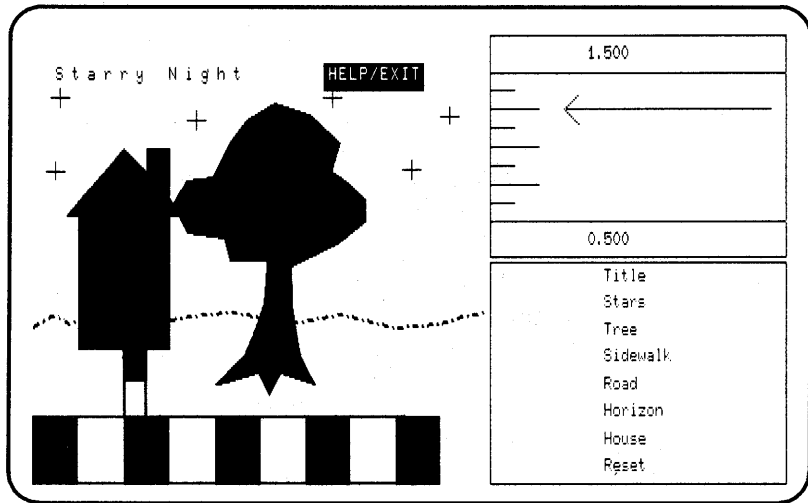 Starry Night
HELP/EXIT
1.500
0.500
Title
Stars
Tree
Sidewalk
Road
Horizon
House
Reset